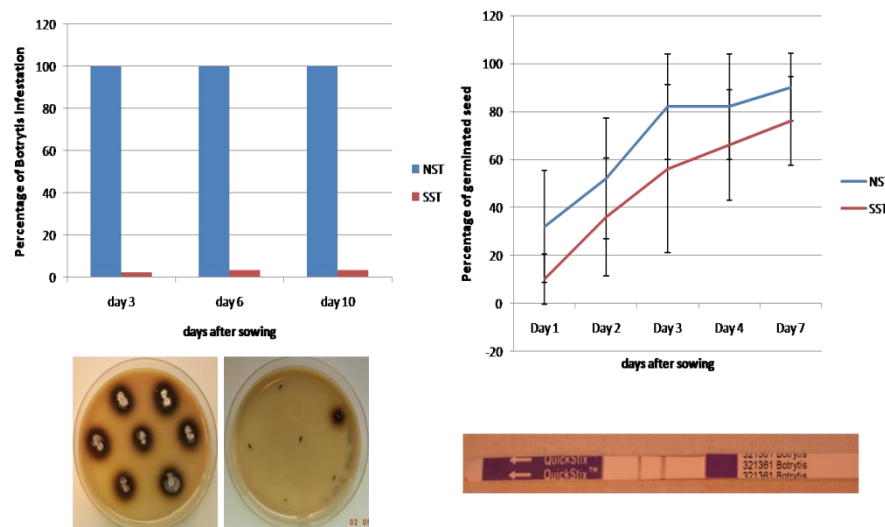 120
100
80
60
40
20
0
Percentage of Botrytis infestation
day 3 day 6 day 10
days after sowing
NST
SST
120
100
80
60
40
20
0
-20
Percentage of germinated seed
Day 1 Day 2 Day 3 Day 4 Day 7
days after sowing
NST
SST
QuickStix
QuickStix™
321361 Botrytis
321361 Botrytis
321361 Botrytis